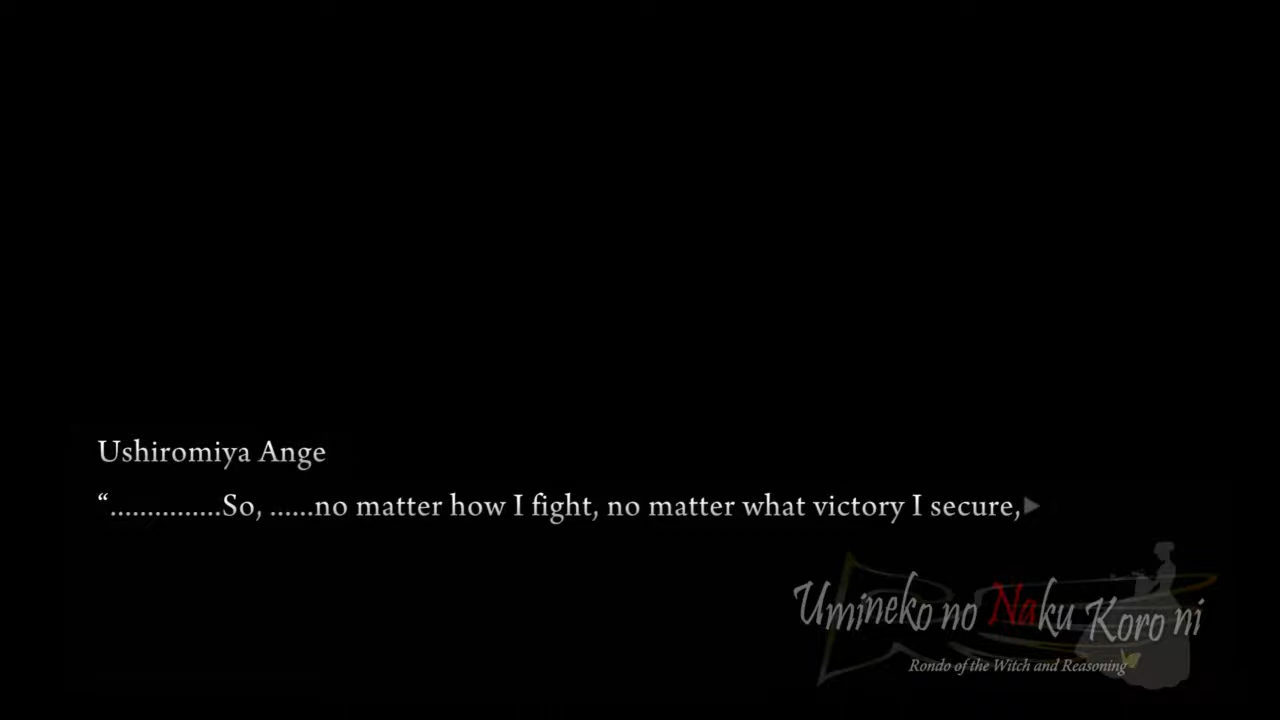 Ushiromiya Ange
“...............So, ......no matter how I fight, no matter what victory I secure,
Umineko no Naku Koro ni
Rondo of the Witch and Reasoning